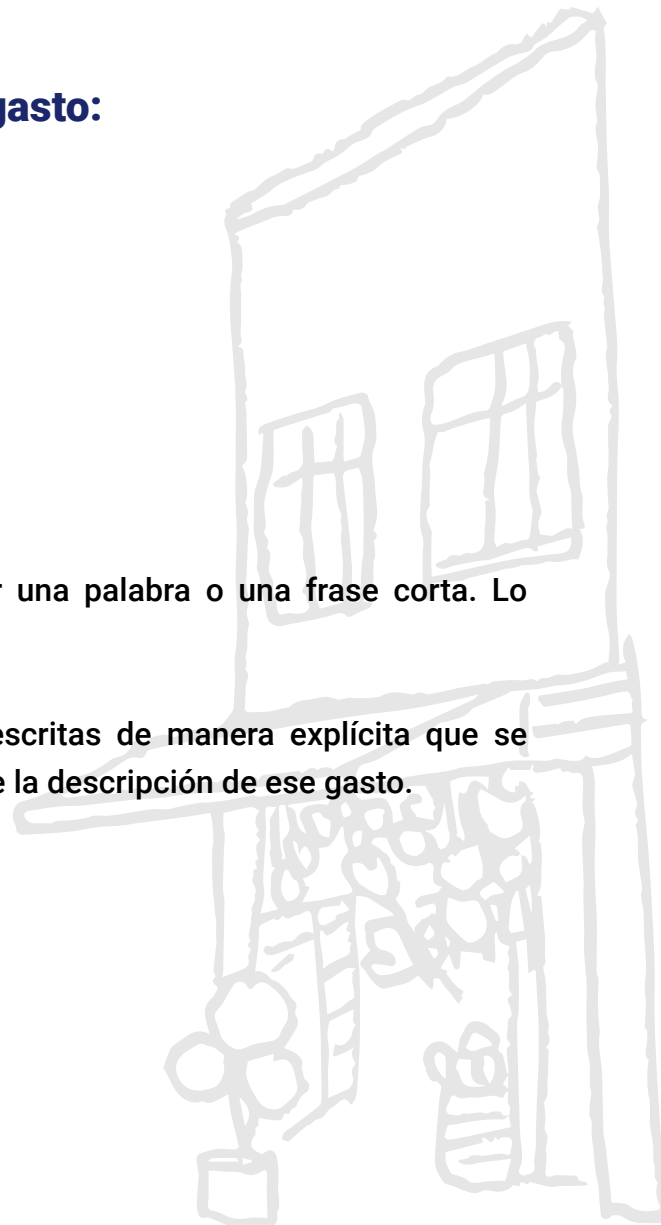 gasto:
una palabra o una frase corta. Lo
escritas de manera explícita que se
la descripción de ese gasto.